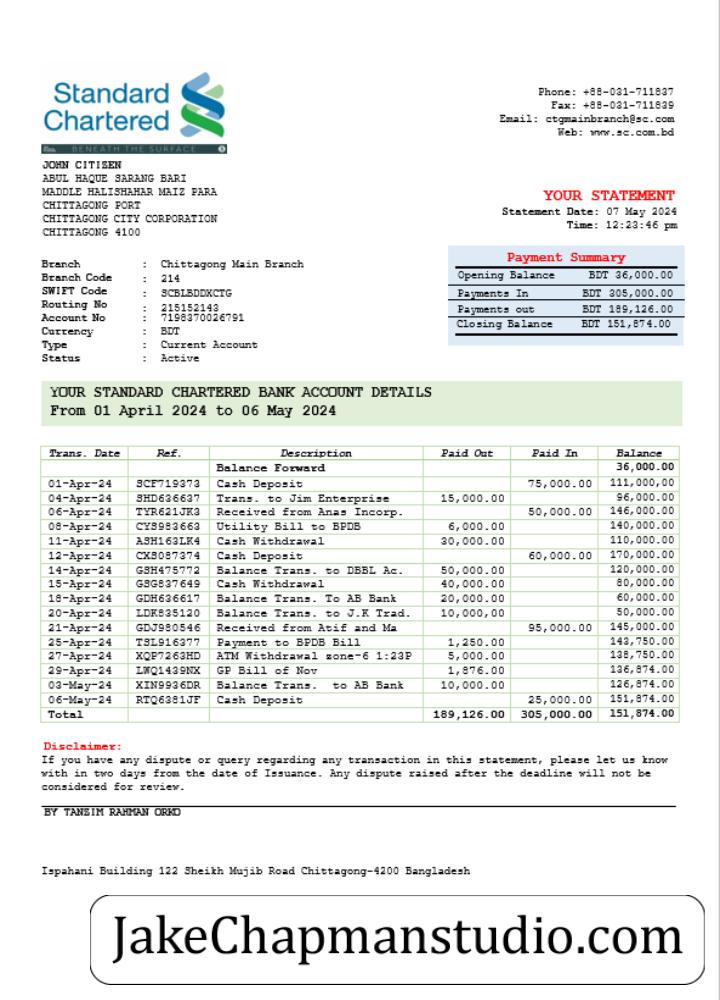 Standard
Chartered
BENEATH THE SURFACE
Phone: +88-031-711837
Fax: +88-031-711839
Email: ctgmainbranch@sc.com
Web: www.sc.com.bd
JOHN CITIZEN
ABUL HAQUE SARANG BARI
MADDLE HALISHAHAR MAIZ PARA
CHITTAGONG PORT
CHITTAGONG CITY CORPORATION
CHITTAGONG 4100
YOUR STATEMENT
Statement Date: 07 May 2024
Time: 12:23:46 pm
Branch : Chittagong Main Branch
Branch Code : 214
SWIFT Code : SCBLBDDXCTG
Routing No : 215152143
Account No : 7198370026791
Currency : BDT
Type : Current Account
Status : Active
Payment Summary
Opening Balance BDT 36,000.00
Payments In BDT 305,000.00
Payments out BDT 189,126.00
Closing Balance BDT 151,874.00
YOUR STANDARD CHARTERED BANK ACCOUNT DETAILS
From 01 April 2024 to 06 May 2024
Trans. Date Ref. Description Paid Out Paid In Balance
Balance Forward 36,000.00
01-Apr-24 SCF719373 Cash Deposit 75,000.00 111,000,00
04-Apr-24 SHD636637 Trans. to Jim Enterprise 15,000.00 96,000.00
06-Apr-24 TYR621JK3 Received from Anas Incorp. 50,000.00 146,000.00
08-Apr-24 CYS983663 Utility Bill to BPDB 6,000.00 140,000.00
11-Apr-24 ASH163LK4 Cash Withdrawal 30,000.00 110,000.00
12-Apr-24 CXS087374 Cash Deposit 60,000.00 170,000.00
14-Apr-24 GSH475772 Balance Trans. to DBBL Ac. 50,000.00 120,000.00
15-Apr-24 GSG837649 Cash Withdrawal 40,000.00 80,000.00
18-Apr-24 GDH636617 Balance Trans. To AB Bank 20,000.00 60,000.00
20-Apr-24 LDK835120 Balance Trans. to J.K Trad. 10,000,00 50,000.00
21-Apr-24 GDJ980546 Received from Atif and Ma 95,000.00 145,000.00
25-Apr-24 TSL916377 Payment to BPDB Bill 1,250.00 143,750.00
27-Apr-24 XQP7263HD ATM Withdrawal zone-6 1:23P 5,000.00 138,750.00
29-Apr-24 LWQ1439NX GP Bill of Nov 1,876.00 136,874.00
03-May-24 XIN9936DR Balance Trans. to AB Bank 10,000.00 126,874.00
06-May-24 RTQ6381JF Cash Deposit 25,000.00 151,874.00
Total 189,126.00 305,000.00 151,874.00
Disclaimer:
If you have any dispute or query regarding any transaction in this statement, please let us know
with in two days from the date of Issuance. Any dispute raised after the deadline will not be
considered for review.
BY TANZIM RAHMAN ORKO
Ispahani Building 122 Sheikh Mujib Road Chittagong-4200 Bangladesh
JakeChapmanstudio.com